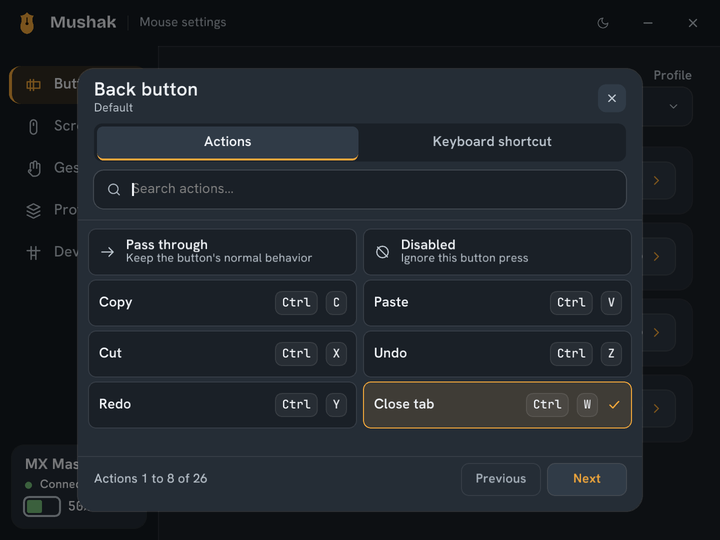 Mushak
Mouse settings
Profile
Back button
Default
Actions
Keyboard shortcut
Search actions...
Pass through
Keep the button's normal behavior
Disabled
Ignore this button press
Copy Ctrl C
Paste Ctrl V
Cut Ctrl X
Undo Ctrl Z
Redo Ctrl Y
Close tab Ctrl W
Actions 1 to 8 of 26
Previous
Next
MX